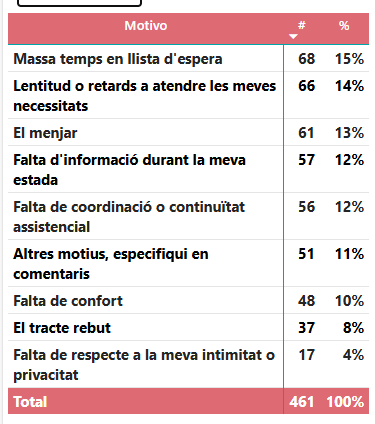 Motivo # %
Massa temps en llista d'espera 68 15%
Lentitud o retards a atendre les meves 66 14%
necessitats
El menjar 61 13%
Falta d'informació durant la meva 57 12%
estada
Falta de coordinació o continuïtat 56 12%
assistencial
Altres motius, especifiqui en 51 11%
comentaris
Falta de confort 48 10%
El tracte rebut 37 8%
Falta de respecte a la meva intimitat o 17 4%
privacitat
Total 461 100%